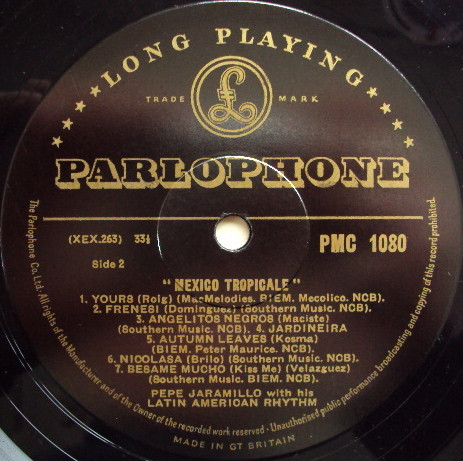 LONG PLAYING
TRADE MARK
£
PARLOPHONE
(XEX.263) 33⅓
PMC 1080
Side 2
"MEXICO TROPICALE"
1. YOURS (Roig) (MacMelodies. BIEM. Mecolico. NCB).
2. FRENESI (Dominguez) (Southern Music. NCB).
3. ANGELITOS NEGROS (Maciste)
(Southern Music. NCB). 4. JARDINEIRA
5. AUTUMN LEAVES (Kosma)
(BIEM. Peter Maurice. NCB).
6. NICOLASA (Brito) (Southern Music. NCB).
7. BESAME MUCHO (Kiss Me) (Velazguez)
(Southern Music. BIEM. NCB).
PEPE JARAMILLO with his
LATIN AMERICAN RHYTHM
The Parlophone Co. Ltd. All rights of the Manufacturer and of the Owner of the recorded work reserved - Unauthorised public performance broadcasting and copying of this record prohibited.
MADE IN GT BRITAIN